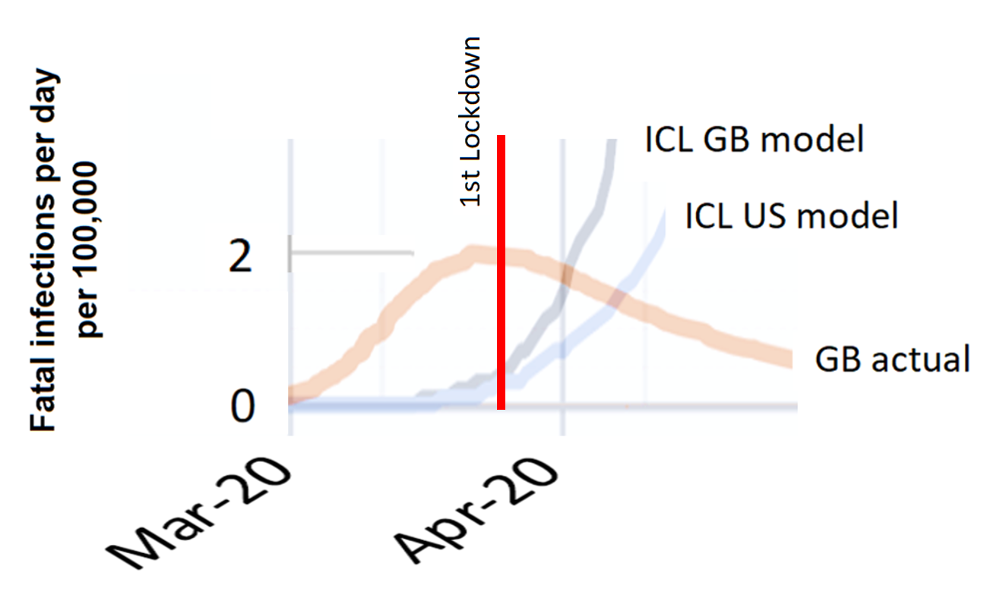 Fatal infections per day
per 100,000
1st Lockdown
ICL GB model
ICL US model
2
GB actual
0
Mar-20
Apr-20